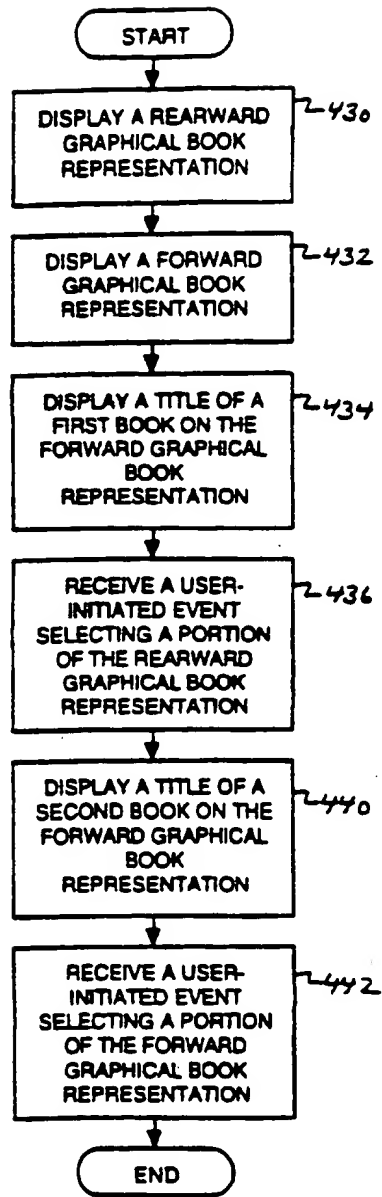 START
DISPLAY A REARWARD
GRAPHICAL BOOK
REPRESENTATION
430
DISPLAY A FORWARD
GRAPHICAL BOOK
REPRESENTATION
432
DISPLAY A TITLE OF A
FIRST BOOK ON THE
FORWARD GRAPHICAL
BOOK
REPRESENTATION
434
RECEIVE A USER-
INITIATED EVENT
SELECTING A PORTION
OF THE REARWARD
GRAPHICAL BOOK
REPRESENTATION
436
DISPLAY A TITLE OF A
SECOND BOOK ON THE
FORWARD GRAPHICAL
BOOK
REPRESENTATION
440
RECEIVE A USER-
INITIATED EVENT
SELECTING A PORTION
OF THE FORWARD
GRAPHICAL BOOK
REPRESENTATION
442
END